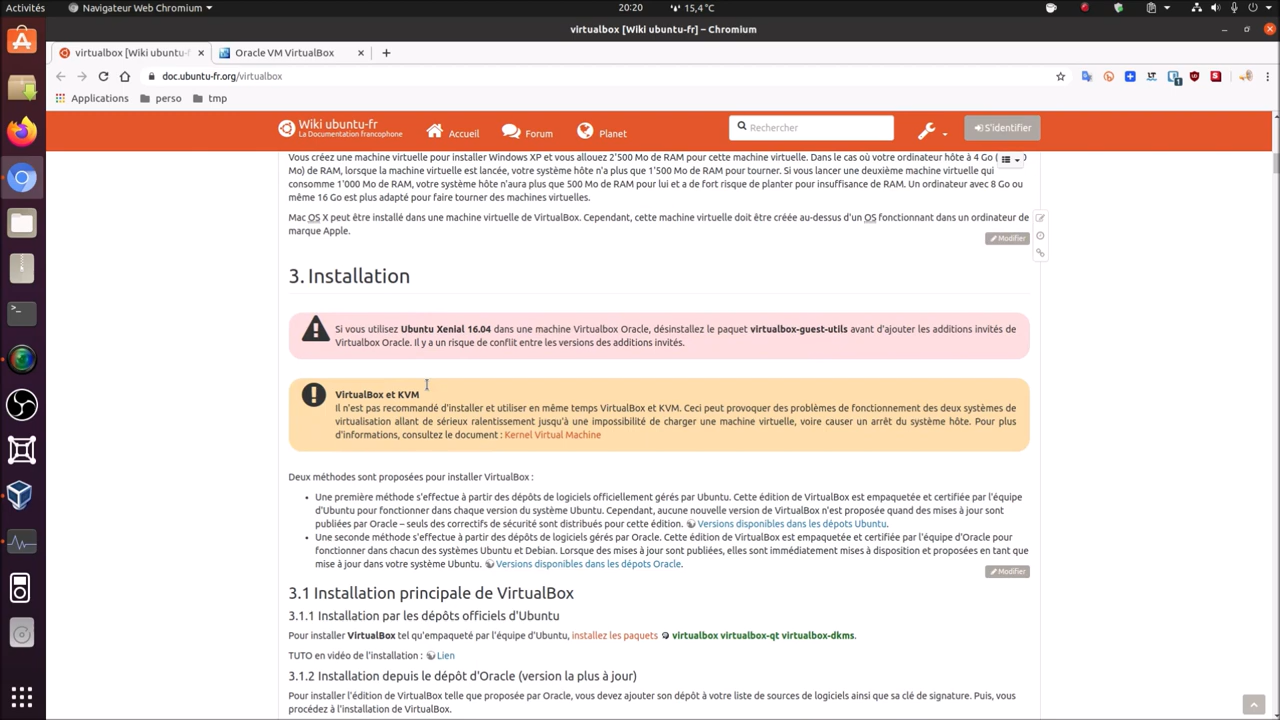 Activités
Navigateur Web Chromium
20:20
15,4 °C
virtualbox [Wiki ubuntu-fr] – Chromium
virtualbox [Wiki ubuntu-f
Oracle VM VirtualBox
doc.ubuntu-fr.org/virtualbox
Applications
perso
tmp
Wiki ubuntu-fr
La Documentation francophone
Accueil
Forum
Planet
Rechercher
S'identifier
Vous créez une machine virtuelle pour installer Windows XP et vous allouez 2'500 Mo de RAM pour cette machine virtuelle. Dans le cas où votre ordinateur hôte à 4 Go (
Mo) de RAM, lorsque la machine virtuelle est lancée, votre système hôte n'a plus que 1'500 Mo de RAM pour tourner. Si vous lancer une deuxième machine virtuelle qui
consomme 1'000 Mo de RAM, votre système hôte n'aura plus que 500 Mo de RAM pour lui et a de fort risque de planter pour insuffisance de RAM. Un ordinateur avec 8 Go ou
même 16 Go est plus adapté pour faire tourner des machines virtuelles.
Mac OS X peut être installé dans une machine virtuelle de VirtualBox. Cependant, cette machine virtuelle doit être créée au-dessus d'un OS fonctionnant dans un ordinateur de
marque Apple.
Modifier
3. Installation
Si vous utilisez Ubuntu Xenial 16.04 dans une machine Virtualbox Oracle, désinstallez le paquet virtualbox-guest-utils avant d'ajouter les additions invités de
Virtualbox Oracle. Il y a un risque de conflit entre les versions des additions invités.
VirtualBox et KVM
Il n'est pas recommandé d'installer et utiliser en même temps VirtualBox et KVM. Ceci peut provoquer des problèmes de fonctionnement des deux systèmes de
virtualisation allant de sérieux ralentissement jusqu'à une impossibilité de charger une machine virtuelle, voire causer un arrêt du système hôte. Pour plus
d'informations, consultez le document : Kernel Virtual Machine
Deux méthodes sont proposées pour installer VirtualBox :
• Une première méthode s'effectue à partir des dépôts de logiciels officiellement gérés par Ubuntu. Cette édition de VirtualBox est empaquetée et certifiée par l'équipe
d'Ubuntu pour fonctionner dans chaque version du système Ubuntu. Cependant, aucune nouvelle version de VirtualBox n'est proposée quand des mises à jour sont
publiées par Oracle – seuls des correctifs de sécurité sont distribués pour cette édition. Versions disponibles dans les dépots Ubuntu.
• Une seconde méthode s'effectue à partir des dépôts de logiciels gérés par Oracle. Cette édition de VirtualBox est empaquetée et certifiée par l'équipe d'Oracle pour
fonctionner dans chacun des systèmes Ubuntu et Debian. Lorsque des mises à jour sont publiées, elles sont immédiatement mises à disposition et proposées en tant que
mise à jour dans votre système Ubuntu. Versions disponibles dans les dépots Oracle.
Modifier
3.1 Installation principale de VirtualBox
3.1.1 Installation par les dépôts officiels d'Ubuntu
Pour installer VirtualBox tel qu'empaqueté par l'équipe d'Ubuntu, installez les paquets virtualbox virtualbox-qt virtualbox-dkms.
TUTO en vidéo de l'installation : Lien
3.1.2 Installation depuis le dépôt d'Oracle (version la plus à jour)
Pour installer l'édition de VirtualBox telle que proposée par Oracle, vous devez ajouter son dépôt à votre liste de sources de logiciels ainsi que sa clé de signature. Puis, vous
procédez à l'installation de VirtualBox.